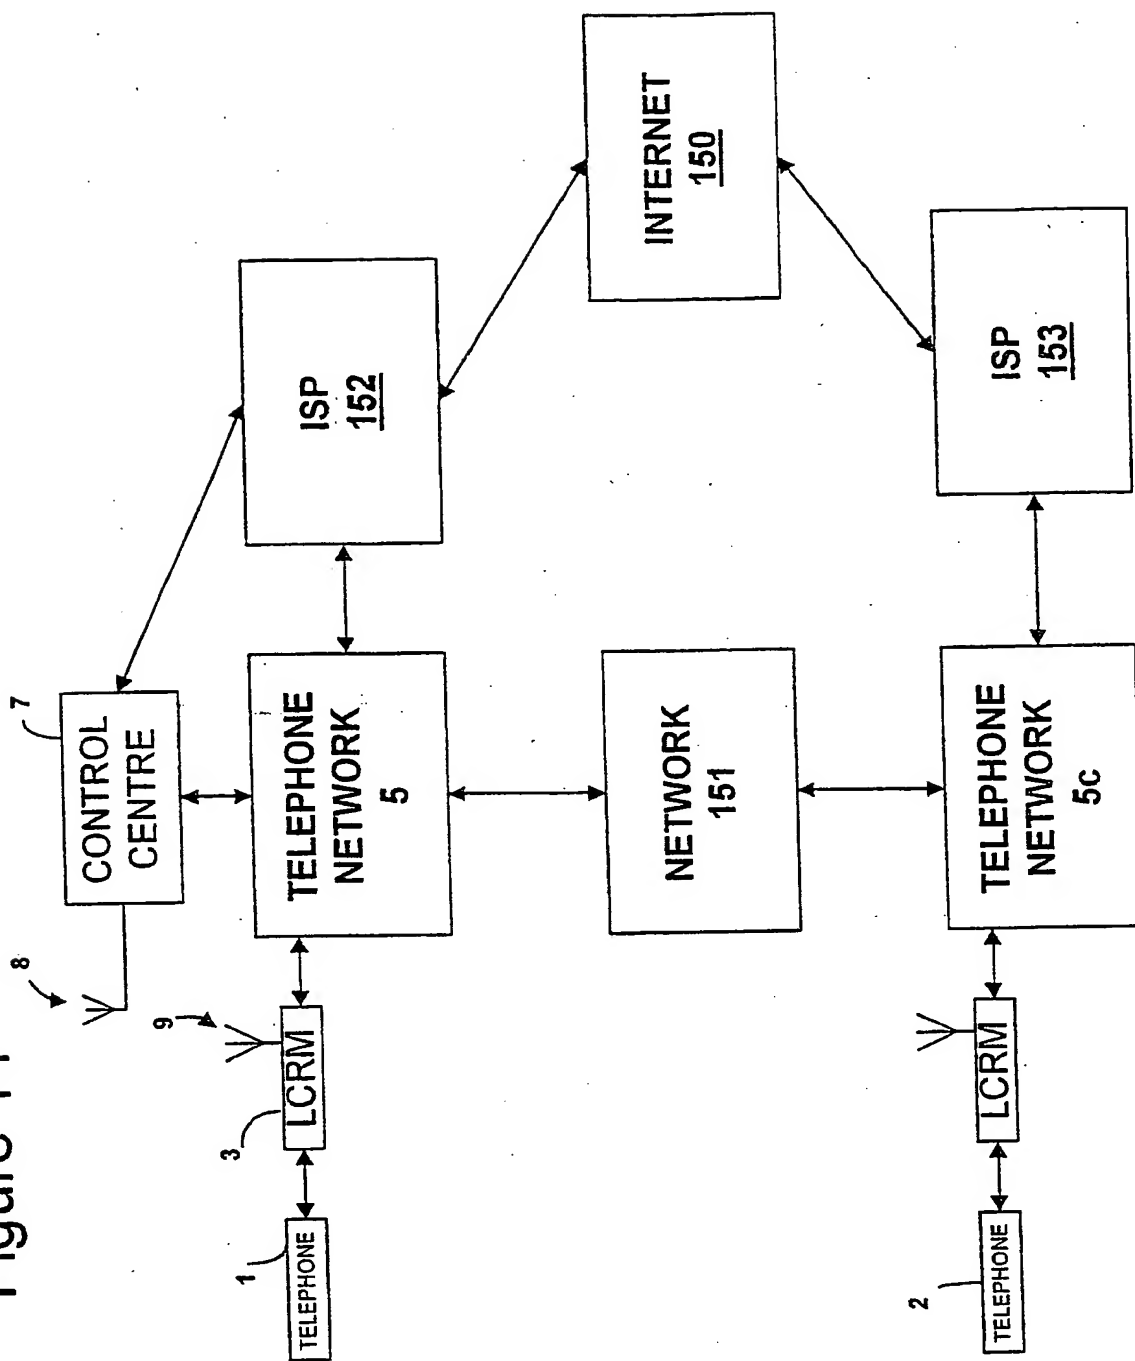 Figure
8
7
CONTROL
CENTRE
9
3
1
TELEPHONE
LCRM
TELEPHONE
NETWORK
5
ISP
152
NETWORK
151
INTERNET
150
2
TELEPHONE
LCRM
TELEPHONE
NETWORK
5c
ISP
153